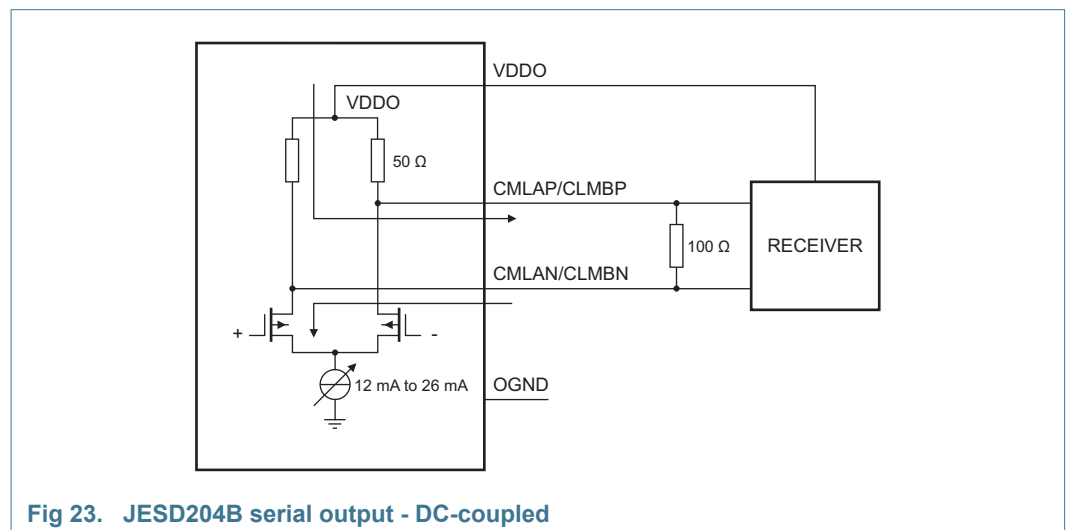 VDDO
VDDO
50 Ω
CMLAP/CLMBP
100 Ω
RECEIVER
CMLAN/CLMBN
+
-
12 mA to 26 mA
OGND
Fig 23. JESD204B serial output - DC-coupled